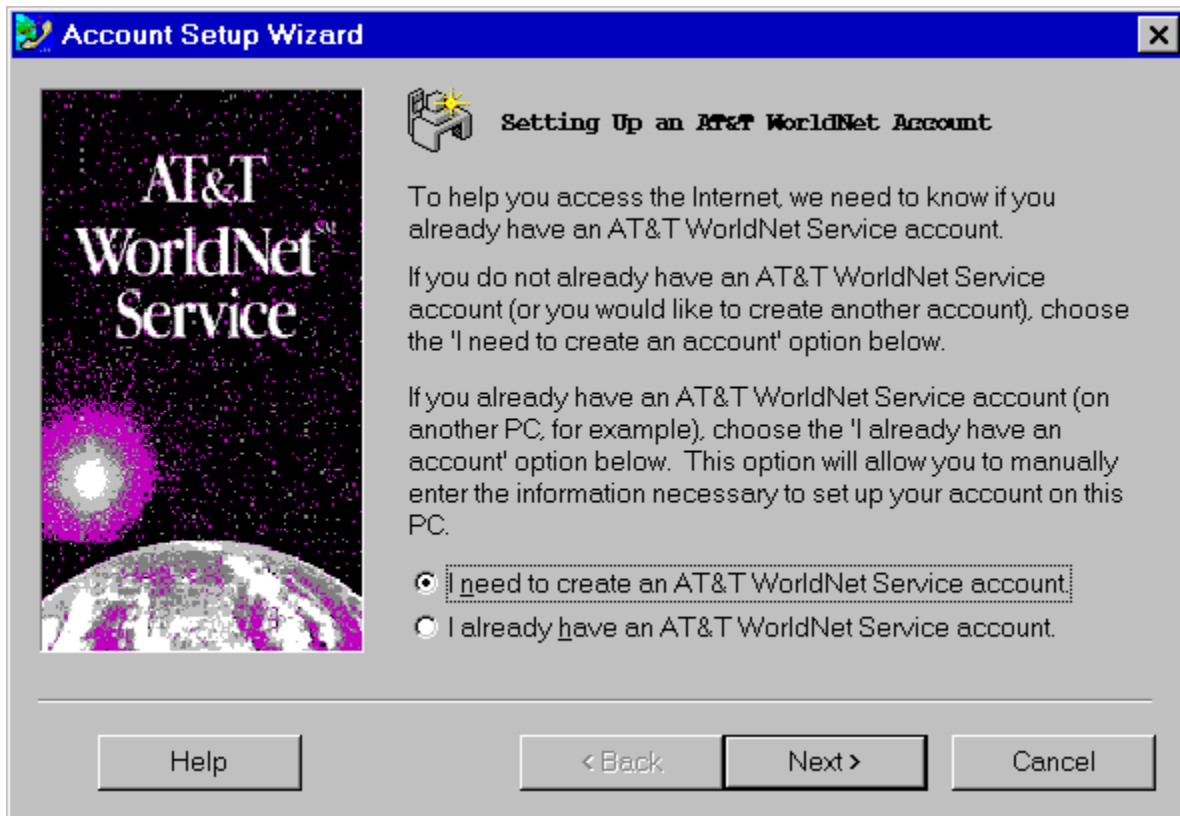 Account Setup Wizard
AT&T
WorldNet℠
Service
Setting Up an AT&T WorldNet Account
To help you access the Internet, we need to know if you
already have an AT&T WorldNet Service account.
If you do not already have an AT&T WorldNet Service
account (or you would like to create another account), choose
the 'I need to create an account' option below.
If you already have an AT&T WorldNet Service account (on
another PC, for example), choose the 'I already have an
account' option below.  This option will allow you to manually
enter the information necessary to set up your account on this
PC.
I need to create an AT&T WorldNet Service account.
I already have an AT&T WorldNet Service account.
Help
< Back
Next >
Cancel